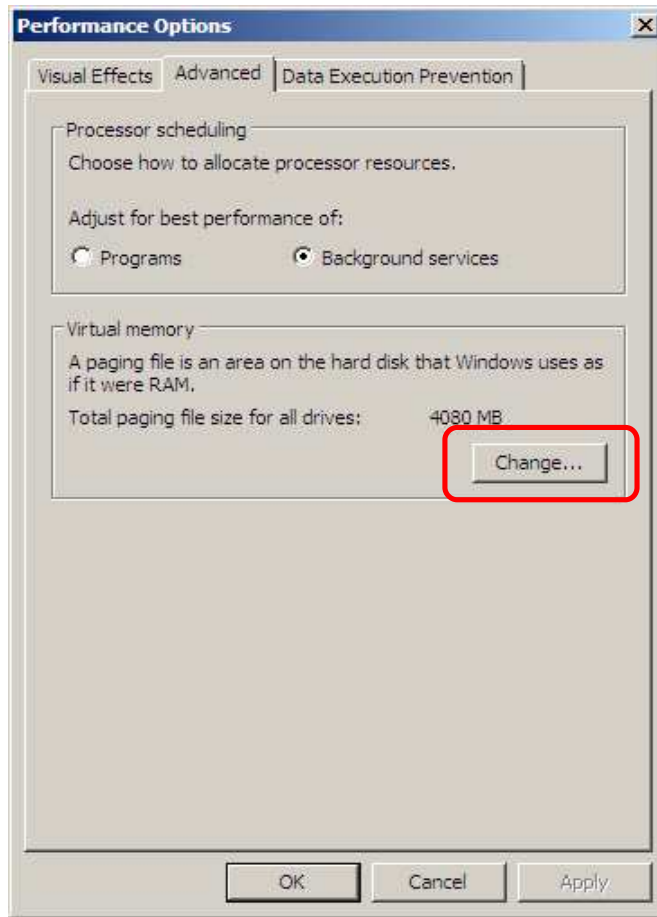 Performance Options
Visual Effects
Advanced
Data Execution Prevention
Processor scheduling
Choose how to allocate processor resources.
Adjust for best performance of:
Programs
Background services
Virtual memory
A paging file is an area on the hard disk that Windows uses as
if it were RAM.
Total paging file size for all drives: 4080 MB
Change...
OK
Cancel
Apply